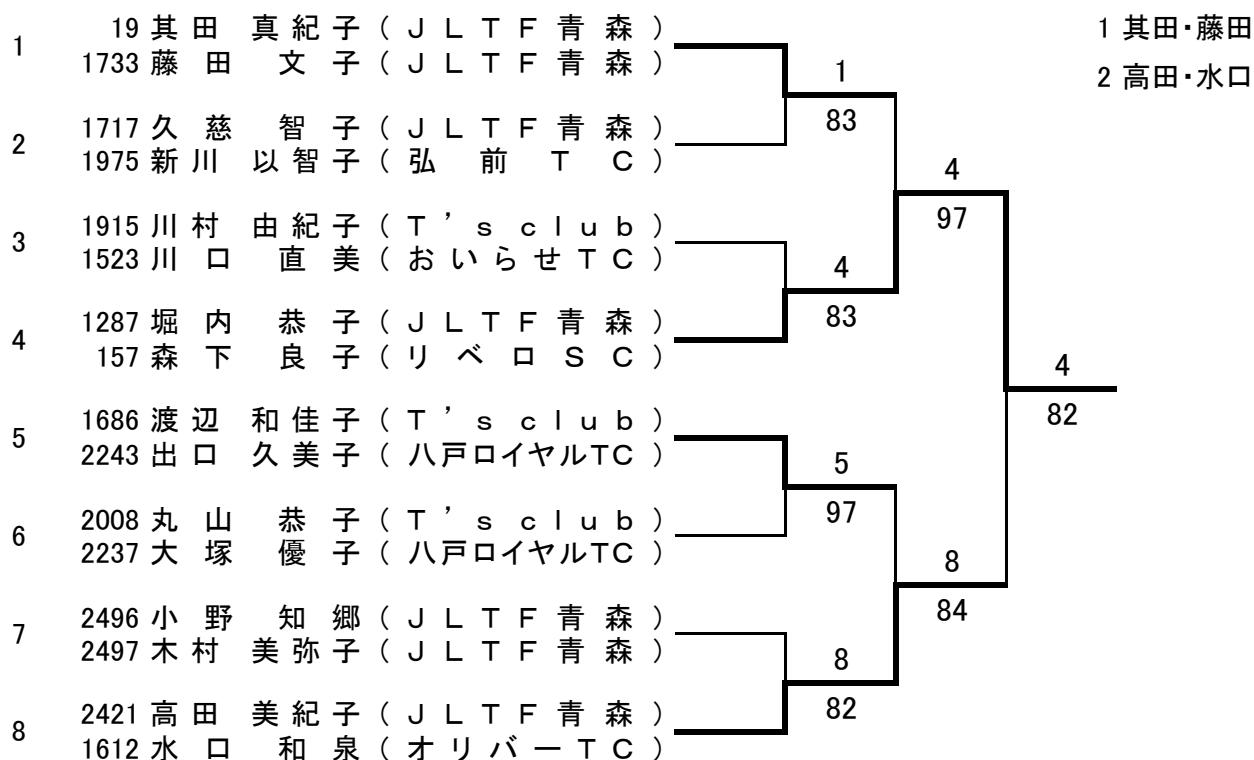 1
19 其田 真紀子 ( JLTF青森 )
1733 藤田 文子 ( JLTF青森 )
2
1717 久慈 智子 ( JLTF青森 )
1975 新川 以智子 ( 弘前TC )
3
1915 川村 由紀子 ( T’s club )
1523 川口 直美 ( おいらせTC )
4
1287 堀内 恭子 ( JLTF青森 )
157 森下 良子 ( リベロSC )
5
1686 渡辺 和佳子 ( T’s club )
2243 出口 久美子 ( 八戸ロイヤルTC )
6
2008 丸山 恭子 ( T’s club )
2237 大塚 優子 ( 八戸ロイヤルTC )
7
2496 小野 知郷 ( JLTF青森 )
2497 木村 美弥子 ( JLTF青森 )
8
2421 高田 美紀子 ( JLTF青森 )
1612 水口 和泉 ( オリバーTC )
1
83
4
83
5
97
8
82
4
97
8
84
4
82
1 其田・藤田
2 高田・水口